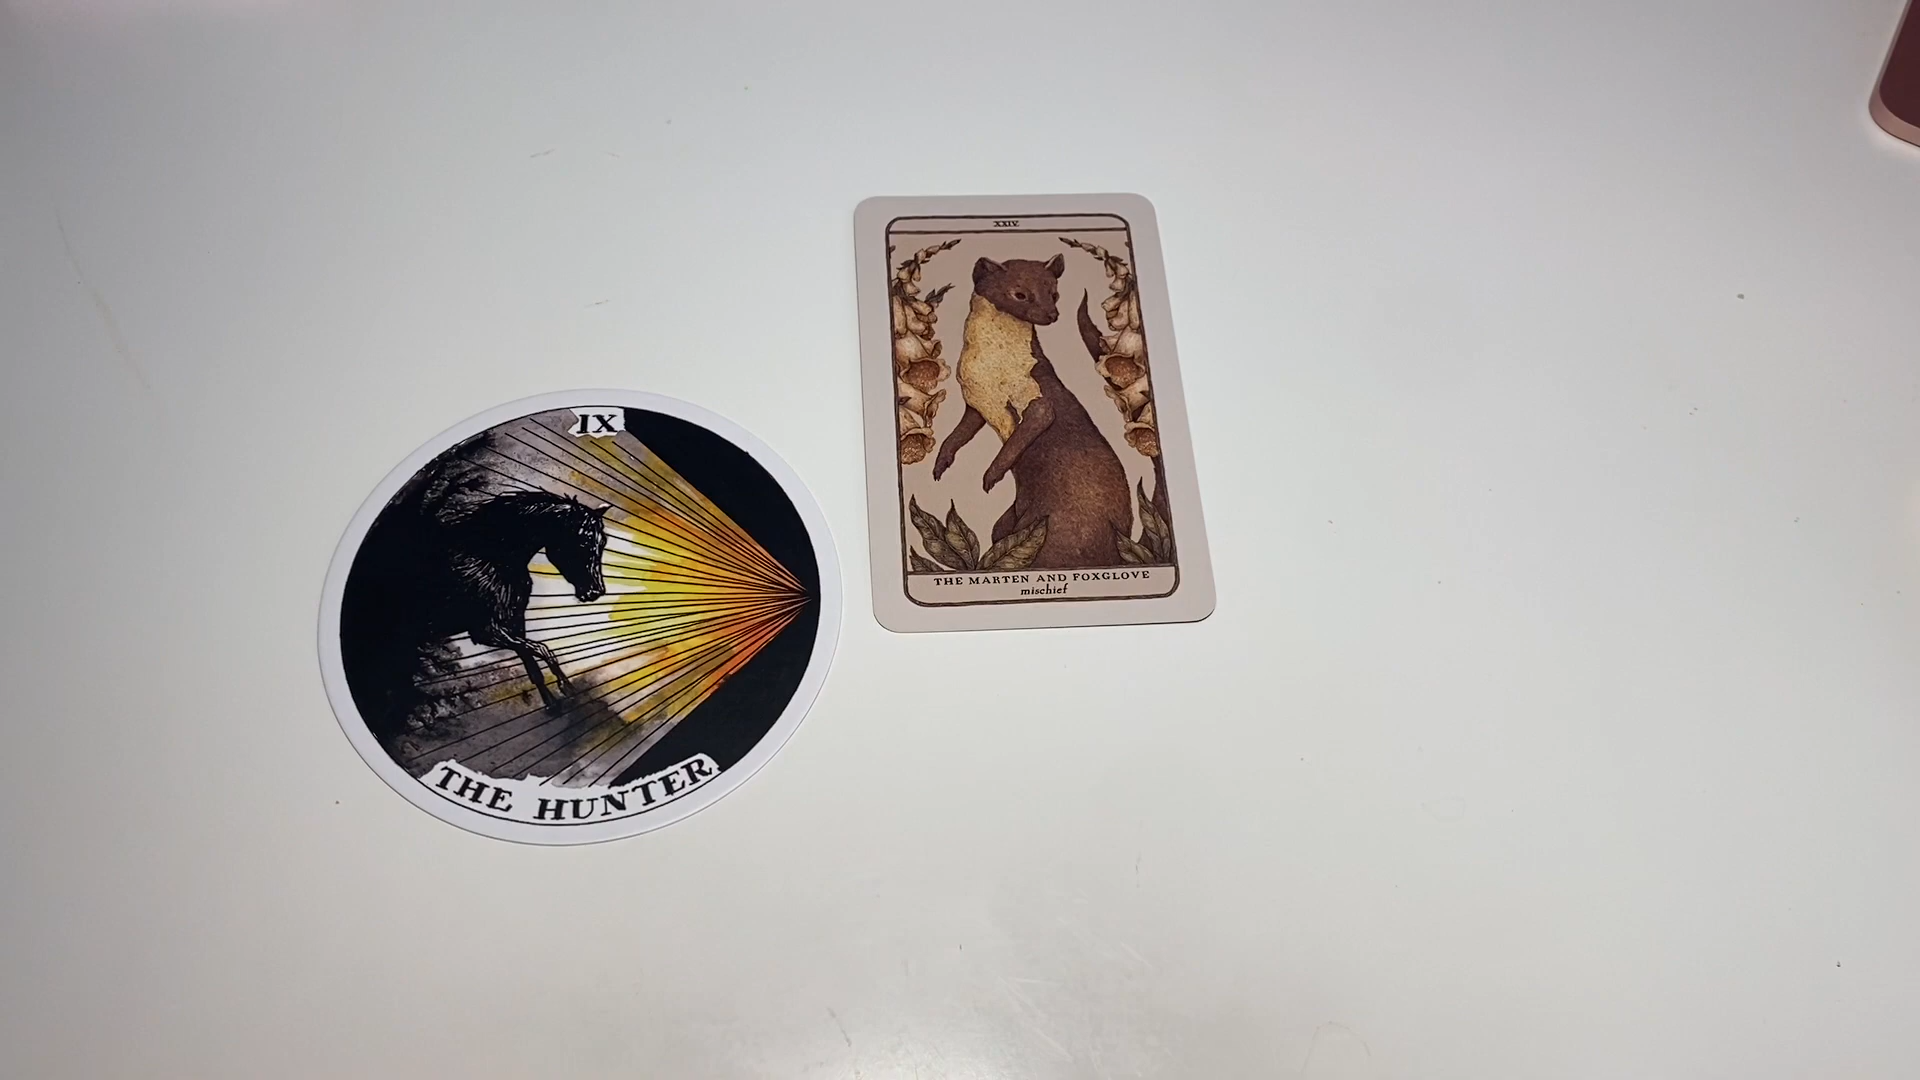 IX
THE HUNTER
XXIV.
THE MARTEN AND FOXGLOVE
mischief